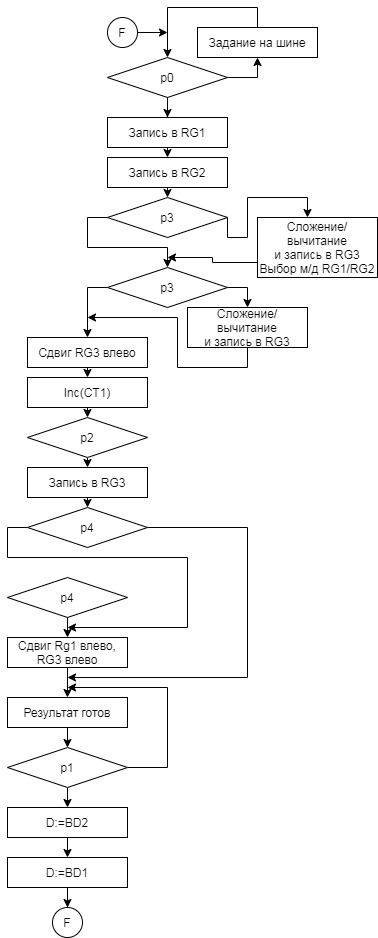 F
Задание на шине
p0
Запись в RG1
Запись в RG2
p3
Сложение/
вычитание
и запись в RG3
Выбор м/д RG1/RG2
p3
Сложение/
вычитание
и запись в RG3
Сдвиг RG3 влево
Inc(CT1)
p2
Запись в RG3
p4
p4
Сдвиг Rg1 влево,
RG3 влево
Результат готов
p1
D:=BD2
D:=BD1
F